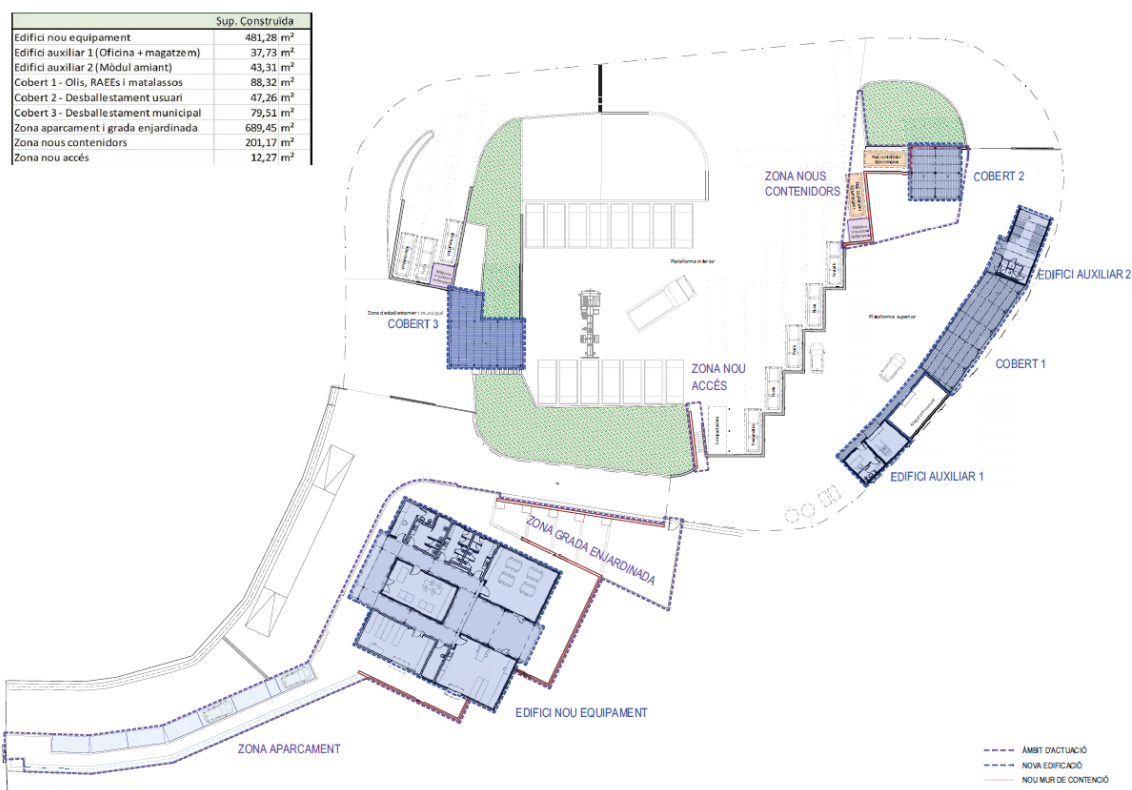 Sup. Construïda
Edifici nou equipament 481,28 m²
Edifici auxiliar 1 (Oficina + magatzem) 37,73 m²
Edifici auxiliar 2 (Mòdul amiant) 43,31 m²
Cobert 1 - Olis, RAEEs i matalassos 88,32 m²
Cobert 2 - Desballestament usuari 47,26 m²
Cobert 3 - Desballestament municipal 79,51 m²
Zona aparcament i grada enjardinada 689,45 m²
Zona nous contenidors 201,17 m²
Zona nou accés 12,27 m²
ZONA NOUS
CONTENIDORS
COBERT 2
EDIFICI AUXILIAR 2
Plataforma inferior
Plataforma superior
COBERT 3
COBERT 1
ZONA NOU
ACCÉS
EDIFICI AUXILIAR 1
ZONA GRADA ENJARDINADA
EDIFICI NOU EQUIPAMENT
ZONA APARCAMENT
ÀMBIT D'ACTUACIÓ
NOVA EDIFICACIÓ
NOU MUR DE CONTENCIÓ